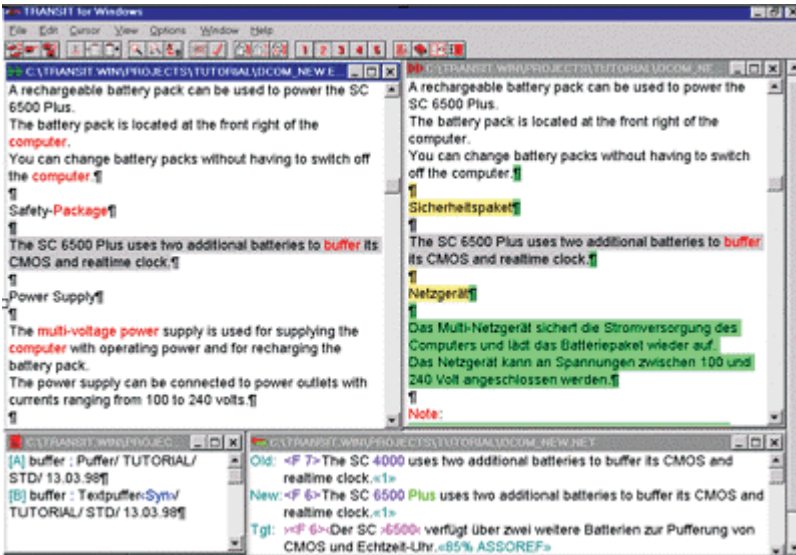 TRANSIT for Windows
File Edit Cursor View Options Window Help
1 2 3 4 5
C:\TRANSIT.WIN\PROJECTS\TUTORIAL\DCOM_NEW.E
A rechargeable battery pack can be used to power the SC
6500 Plus.
The battery pack is located at the front right of the
computer.
You can change battery packs without having to switch off
the computer.¶
¶
Safety-Package¶
¶
The SC 6500 Plus uses two additional batteries to buffer its
CMOS and realtime clock.¶
¶
Power Supply¶
¶
The multi-voltage power supply is used for supplying the
computer with operating power and for recharging the
battery pack.
The power supply can be connected to power outlets with
currents ranging from 100 to 240 volts.¶
¶
C:\TRANSIT.WIN\PROJECTS\TUTORIAL\DCOM_NE
A rechargeable battery pack can be used to power the
SC 6500 Plus.
The battery pack is located at the front right of the
computer.
You can change battery packs without having to switch
off the computer.¶
¶
Sicherheitspaket¶
¶
The SC 6500 Plus uses two additional batteries to buffer
its CMOS and realtime clock.¶
¶
Netzgerät¶
¶
Das Multi-Netzgerät sichert die Stromversorgung des
Computers und lädt das Batteriepaket wieder auf.
Das Netzgerät kann an Spannungen zwischen 100 und
240 Volt angeschlossen werden.¶
¶
Note:
C:\TRANSIT.WIN\PROJEC...
[A] buffer : Puffer/ TUTORIAL/
STD/ 13.03.98¶
[B] buffer : Textpuffer«Syn»/
TUTORIAL/ STD/ 13.03.98¶
C:\TRANSIT.WIN\PROJECTS\TUTORIAL\DCOM_NEW.NET
Old: <F 7>The SC 4000 uses two additional batteries to buffer its CMOS and
realtime clock.«1»
New: <F 6>The SC 6500 Plus uses two additional batteries to buffer its CMOS and
realtime clock.«1»
Tgt: ><F 6><Der SC >6500< verfügt über zwei weitere Batterien zur Pufferung von
CMOS und Echtzeit-Uhr.«85% ASSOREF»